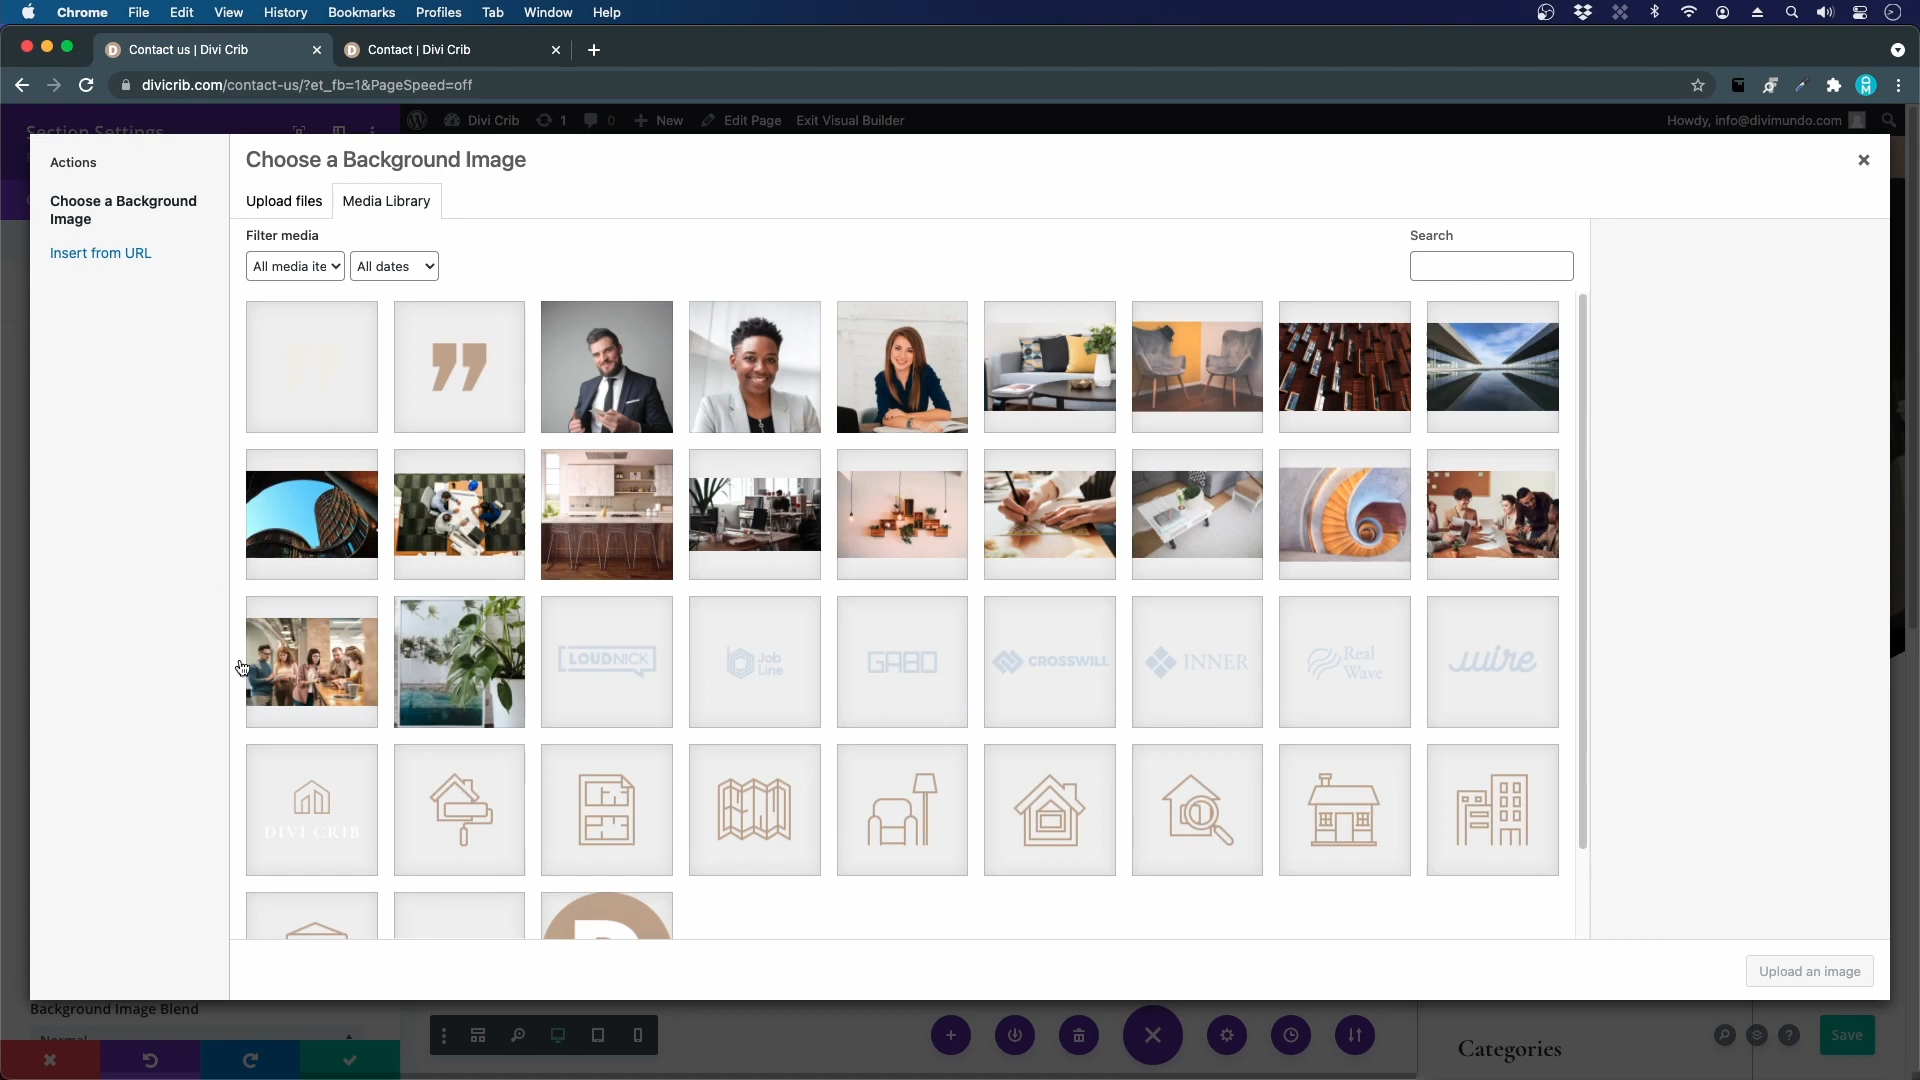 Chrome File Edit View History Bookmarks Profiles Tab Window Help
Contact us | Divi Crib
Contact | Divi Crib
divicrib.com/contact-us/?et_fb=1&PageSpeed=off
Section Settings
Divi Crib 1 0 New Edit Page Exit Visual Builder
Howdy, info@divimundo.com
Actions
Choose a Background
Image
Insert from URL
Choose a Background Image
Upload files
Media Library
Filter media
Search
All media ite
All dates
LOUDNICK
Job
Line
GABO
CROSSWILL
INNER
Real
Wave
wire
DIVI CRIB
Upload an image
Background Image Blend
Normal
Categories
Save